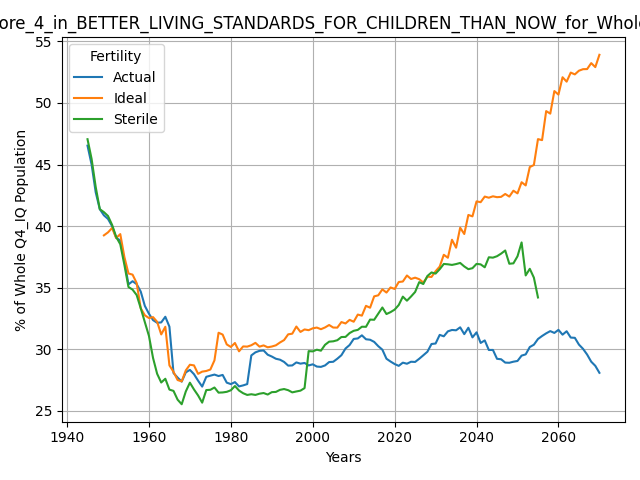 ore_4_in_BETTER_LIVING_STANDARDS_FOR_CHILDREN_THAN_NOW_for_Whole
Fertility
Actual
Ideal
Sterile
% of Whole Q4_IQ Population
55
50
45
40
35
30
25
1940 1960 1980 2000 2020 2040 2060
Years